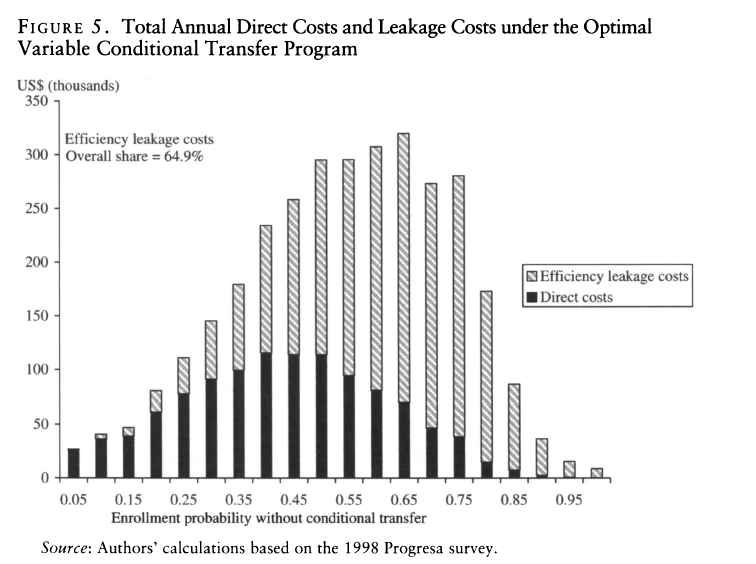 FIGURE 5. Total Annual Direct Costs and Leakage Costs under the Optimal
Variable Conditional Transfer Program
US$ (thousands)
350
300
250
200
150
100
50
0
Efficiency leakage costs
Overall share = 64.9%
Efficiency leakage costs
Direct costs
0.05 0.15 0.25 0.35 0.45 0.55 0.65 0.75 0.85 0.95
Enrollment probability without conditional transfer
Source: Authors' calculations based on the 1998 Progresa survey.